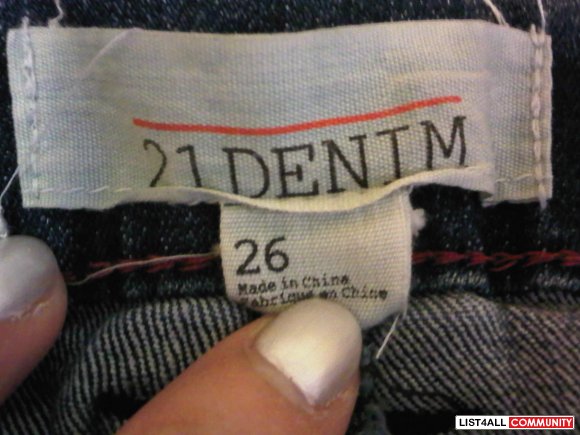 21 DENIM
26
Made in China
Fabriqué en Chine
LIST4ALL COMMUNITY